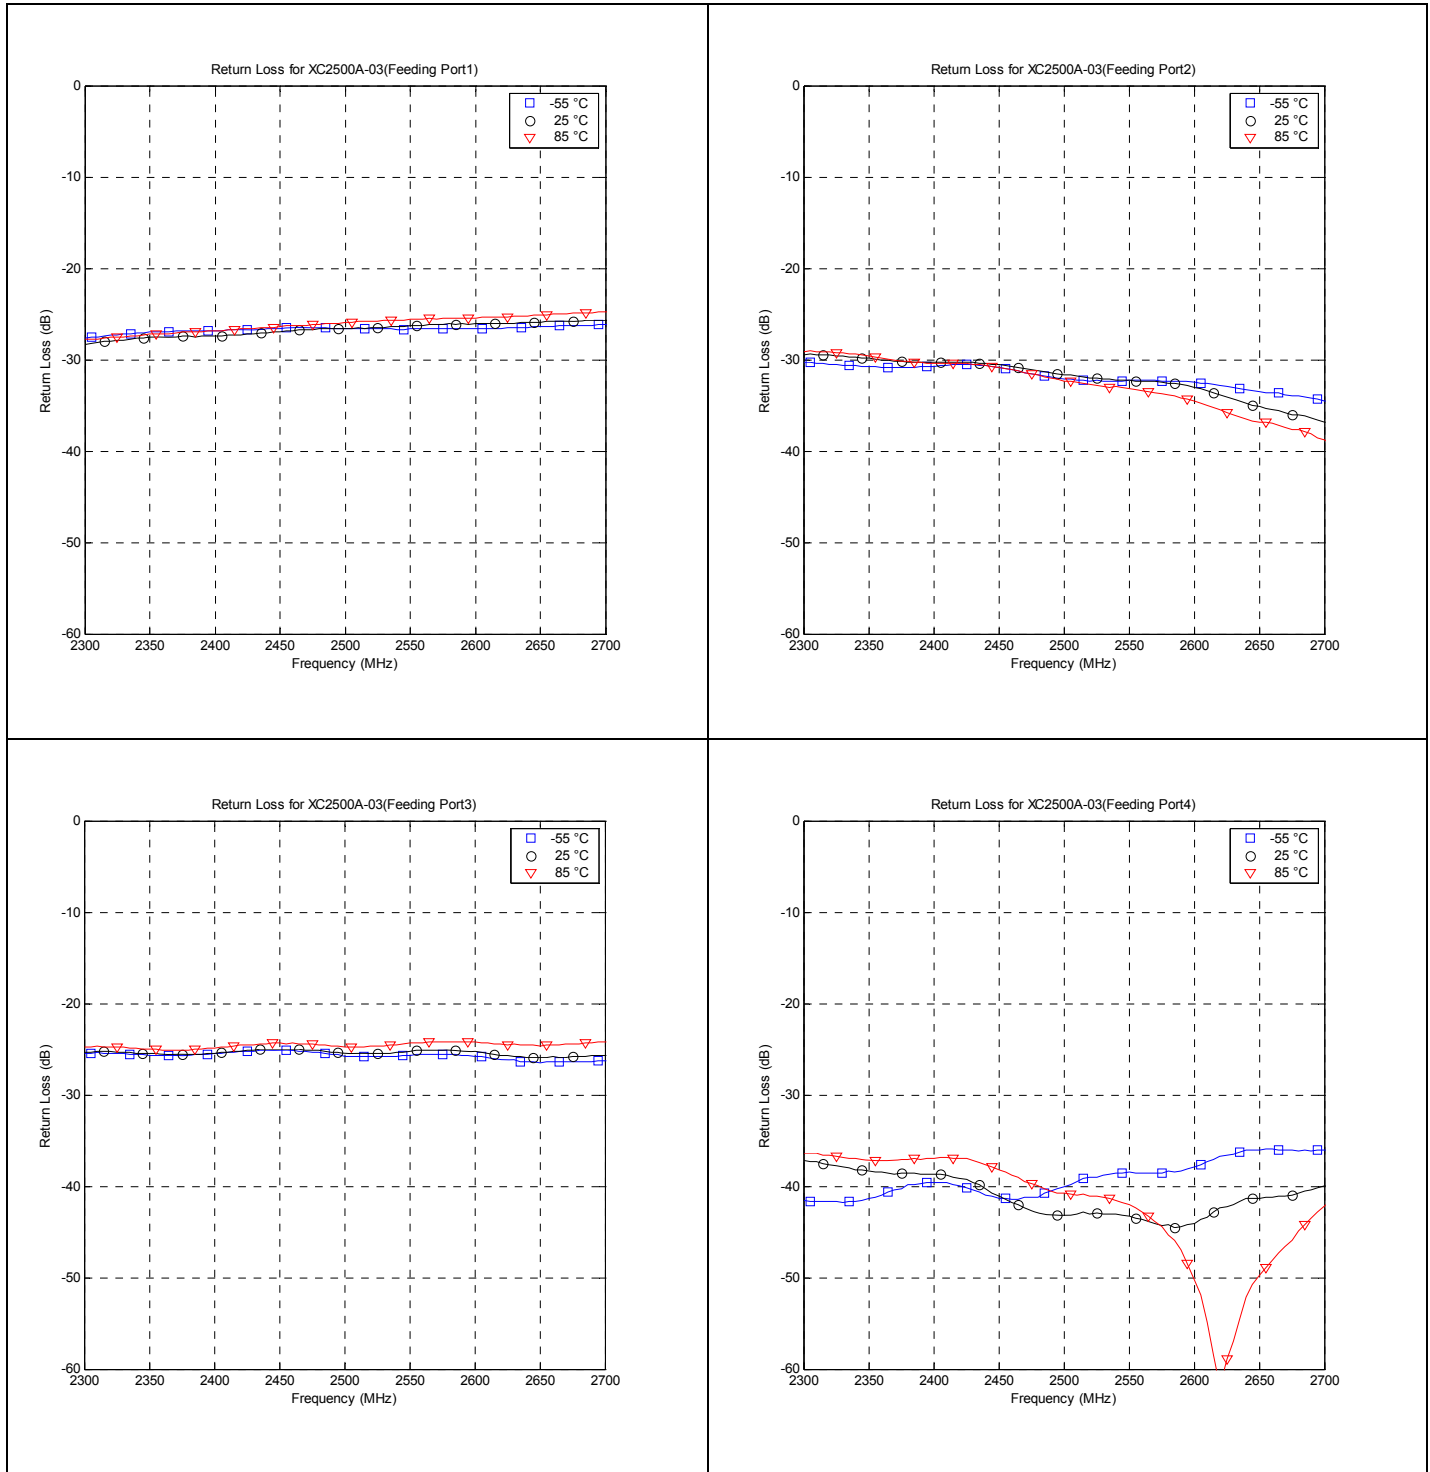 Return Loss for XC2500A-03(Feeding Port1)
0
-10
-20
-30
-40
-50
-60
Return Loss (dB)
-55 °C
25 °C
85 °C
2300 2350 2400 2450 2500 2550 2600 2650 2700
Frequency (MHz)
Return Loss for XC2500A-03(Feeding Port2)
0
-10
-20
-30
-40
-50
-60
Return Loss (dB)
-55 °C
25 °C
85 °C
2300 2350 2400 2450 2500 2550 2600 2650 2700
Frequency (MHz)
Return Loss for XC2500A-03(Feeding Port3)
0
-10
-20
-30
-40
-50
-60
Return Loss (dB)
-55 °C
25 °C
85 °C
2300 2350 2400 2450 2500 2550 2600 2650 2700
Frequency (MHz)
Return Loss for XC2500A-03(Feeding Port4)
0
-10
-20
-30
-40
-50
-60
Return Loss (dB)
-55 °C
25 °C
85 °C
2300 2350 2400 2450 2500 2550 2600 2650 2700
Frequency (MHz)